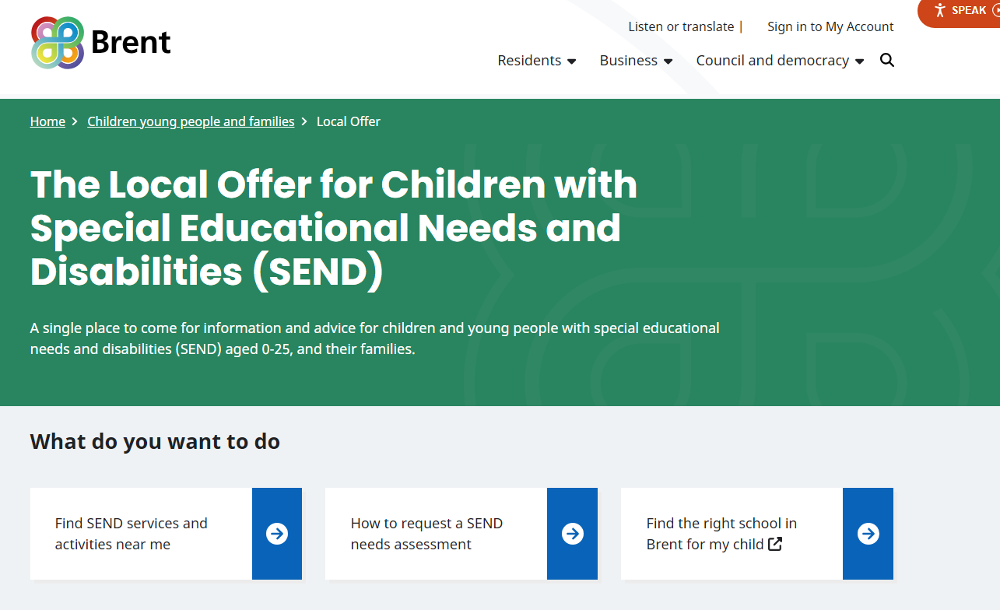 SPEAK
Brent
Listen or translate |
Sign in to My Account
Residents
Business
Council and democracy
Home > Children young people and families > Local Offer
The Local Offer for Children with
Special Educational Needs and
Disabilities (SEND)
A single place to come for information and advice for children and young people with special educational
needs and disabilities (SEND) aged 0-25, and their families.
What do you want to do
Find SEND services and
activities near me
How to request a SEND
needs assessment
Find the right school in
Brent for my child